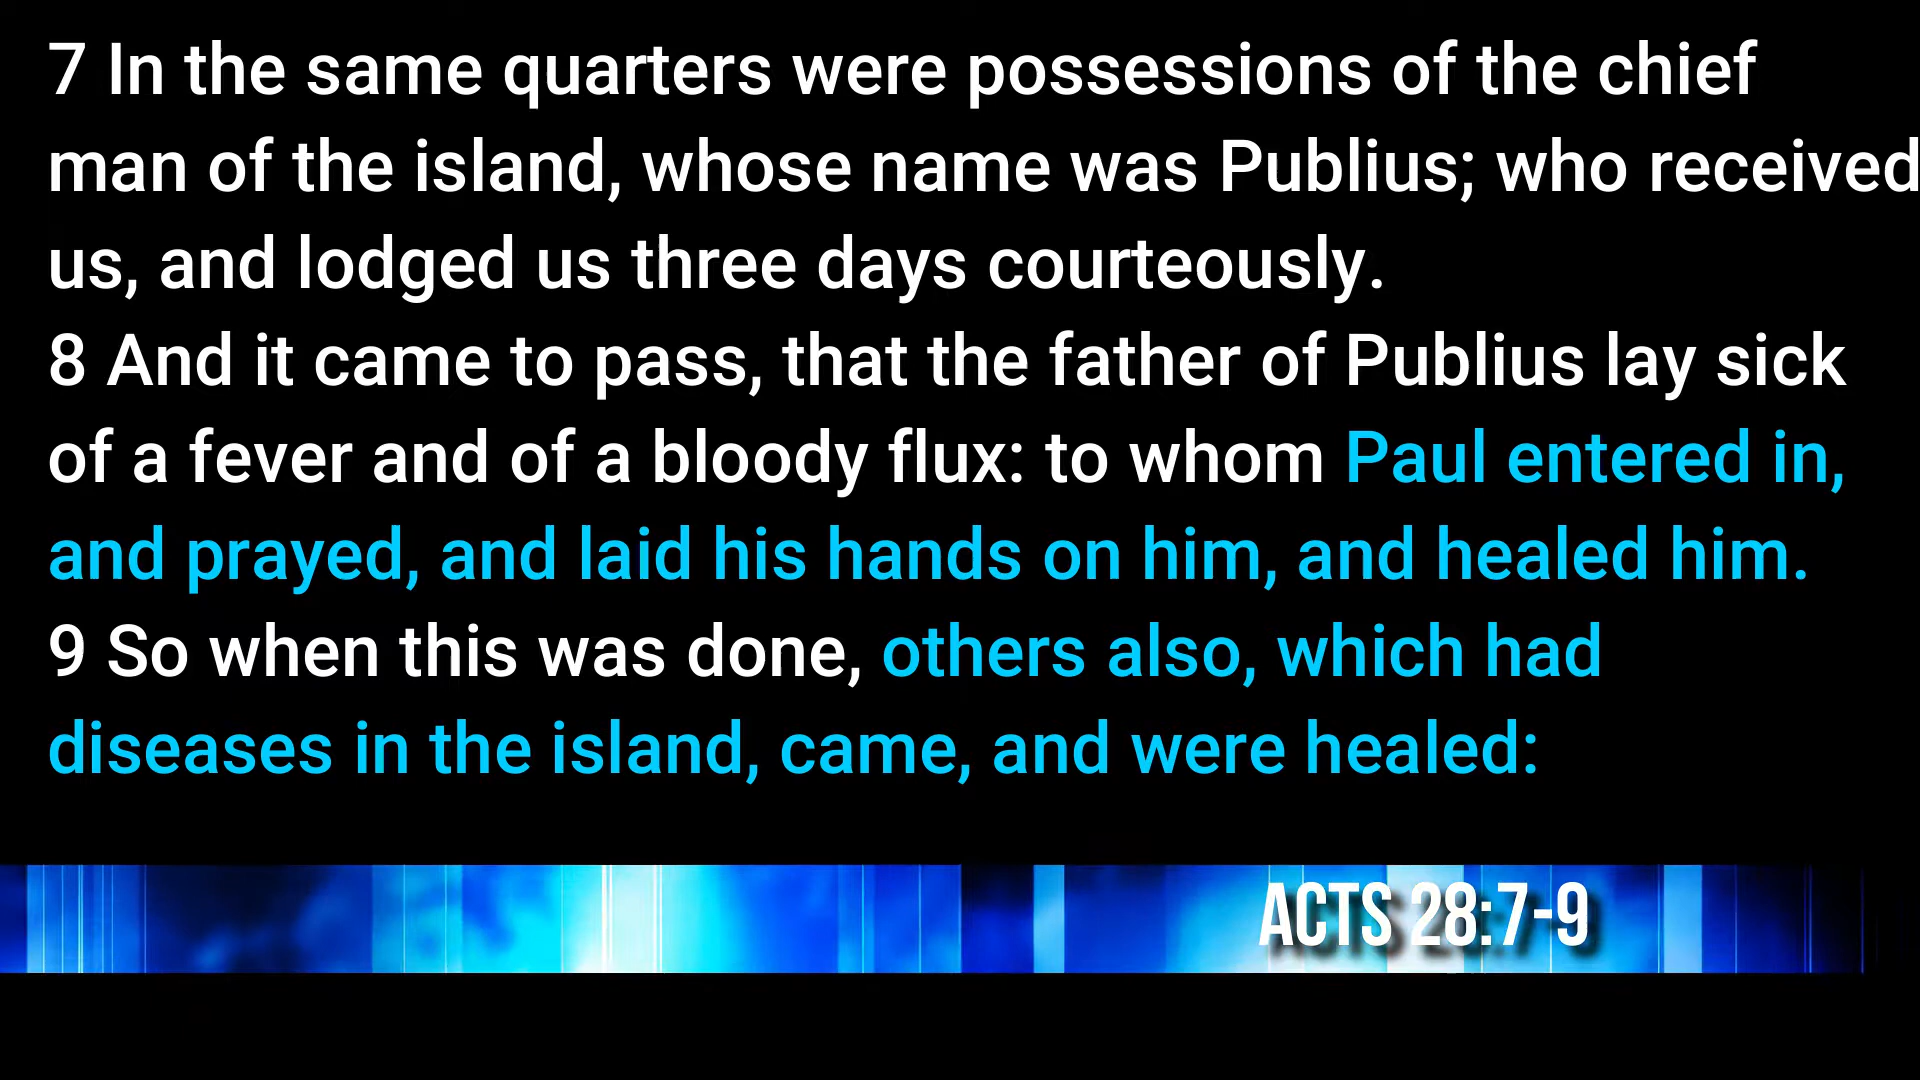 7 In the same quarters were possessions of the chief
man of the island, whose name was Publius; who received
us, and lodged us three days courteously.
8 And it came to pass, that the father of Publius lay sick
of a fever and of a bloody flux: to whom Paul entered in,
and prayed, and laid his hands on him, and healed him.
9 So when this was done, others also, which had
diseases in the island, came, and were healed:
ACTS 28:7-9